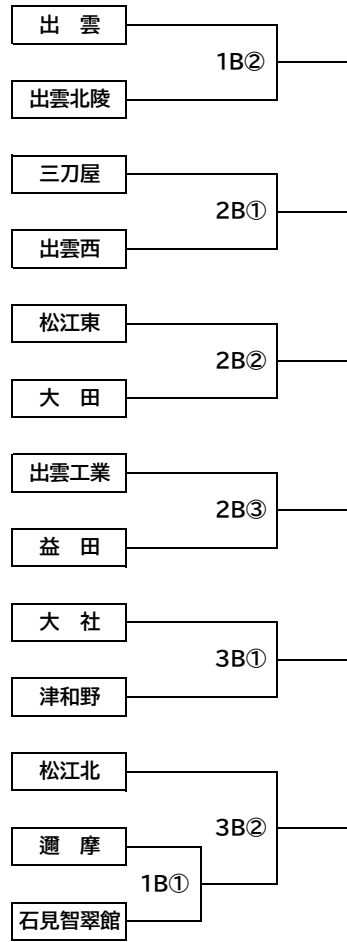 出　雲
1B②
出雲北陵
三刀屋
2B①
出雲西
松江東
2B②
大　田
出雲工業
2B③
益　田
大　社
3B①
津和野
松江北
3B②
邇　摩
1B①
石見智翠館